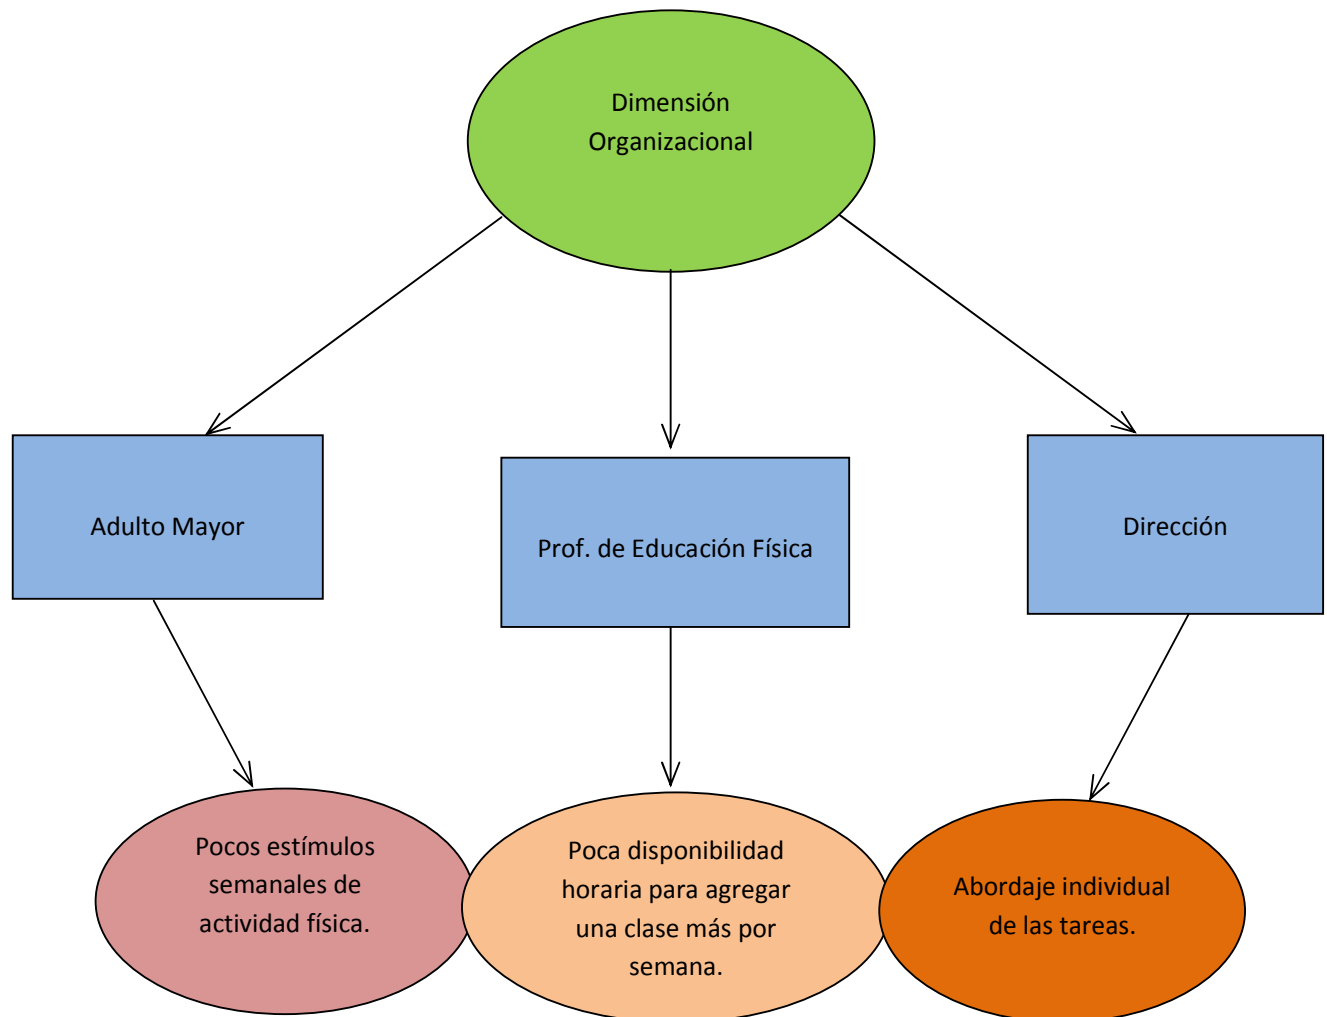 Dimensión
Organizacional
Adulto Mayor
Prof. de Educación Física
Dirección
Pocos estímulos
semanales de
actividad física.
Poca disponibilidad
horaria para agregar
una clase más por
semana.
Abordaje individual
de las tareas.